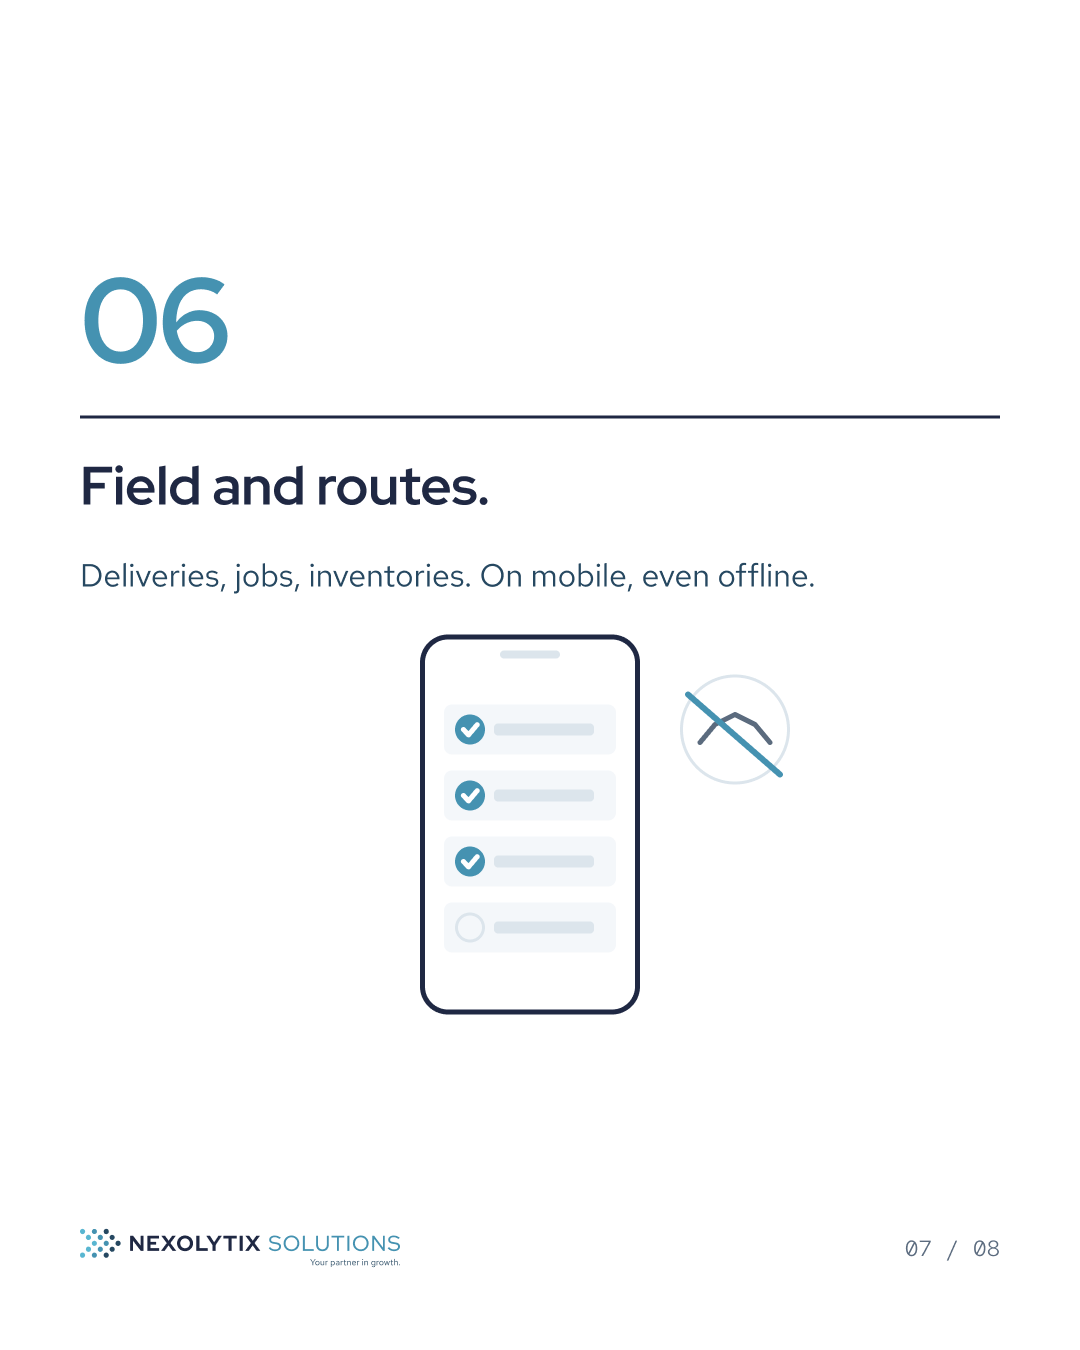 06
Field and routes.
Deliveries, jobs, inventories. On mobile, even offline.
NEXOLYTIX SOLUTIONS
Your partner in growth.
07 / 08